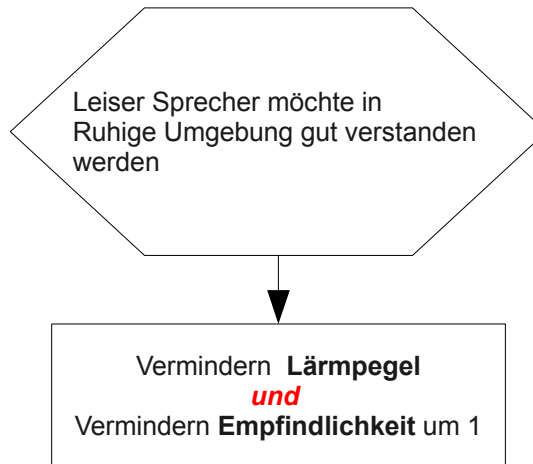 Leiser Sprecher möchte in
Ruhige Umgebung gut verstanden
werden
Vermindern Lärmpegel
und
Vermindern Empfindlichkeit um 1